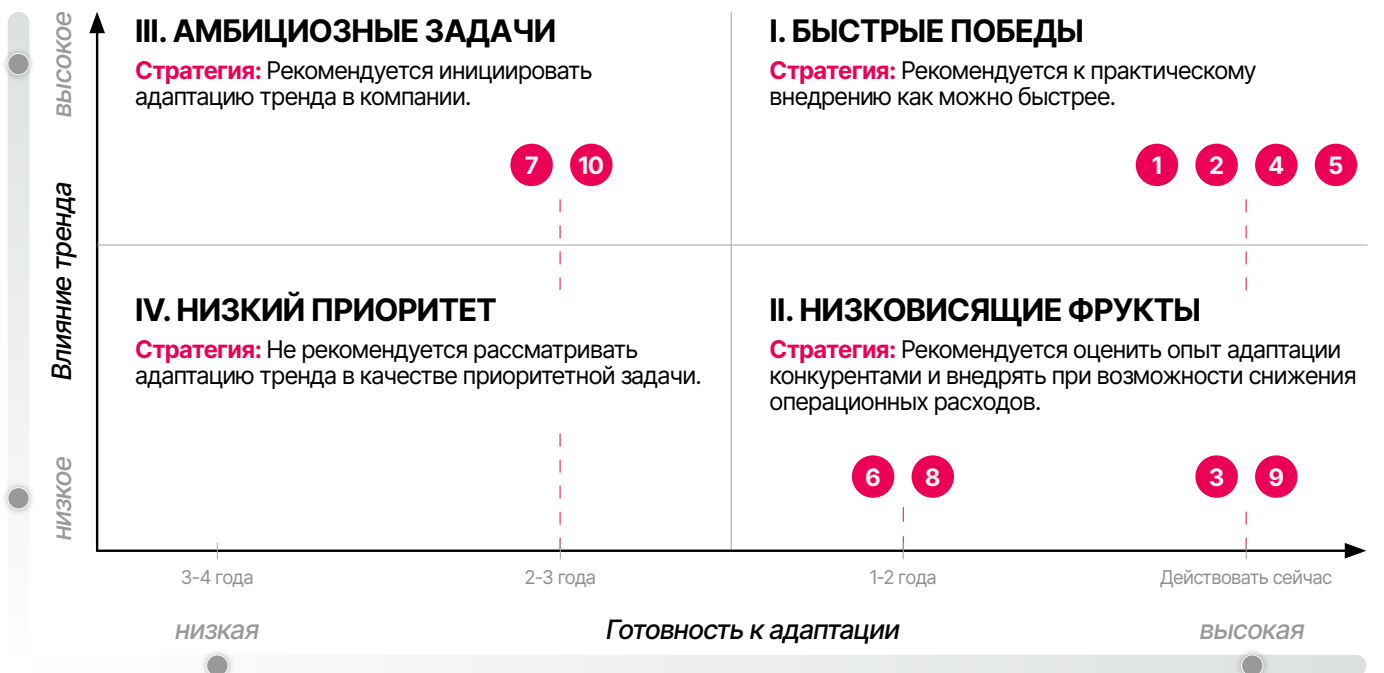 высокое
Влияние тренда
низкое
III. АМБИЦИОЗНЫЕ ЗАДАЧИ
Стратегия: Рекомендуется инициировать
адаптацию тренда в компании.
7 10
I. БЫСТРЫЕ ПОБЕДЫ
Стратегия: Рекомендуется к практическому
внедрению как можно быстрее.
1 2 4 5
IV. НИЗКИЙ ПРИОРИТЕТ
Стратегия: Не рекомендуется рассматривать
адаптацию тренда в качестве приоритетной задачи.
II. НИЗКОВИСЯЩИЕ ФРУКТЫ
Стратегия: Рекомендуется оценить опыт адаптации
конкурентами и внедрять при возможности снижения
операционных расходов.
6 8 3 9
3-4 года 2-3 года 1-2 года Действовать сейчас
низкая Готовность к адаптации высокая